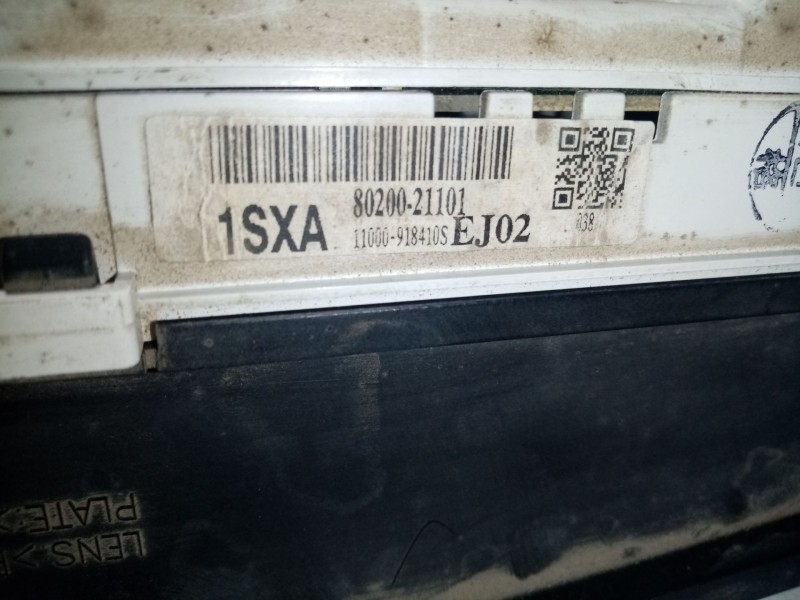 80200-21101
1SXA
11000-918410S EJ02
038
LENS >
PLATE >